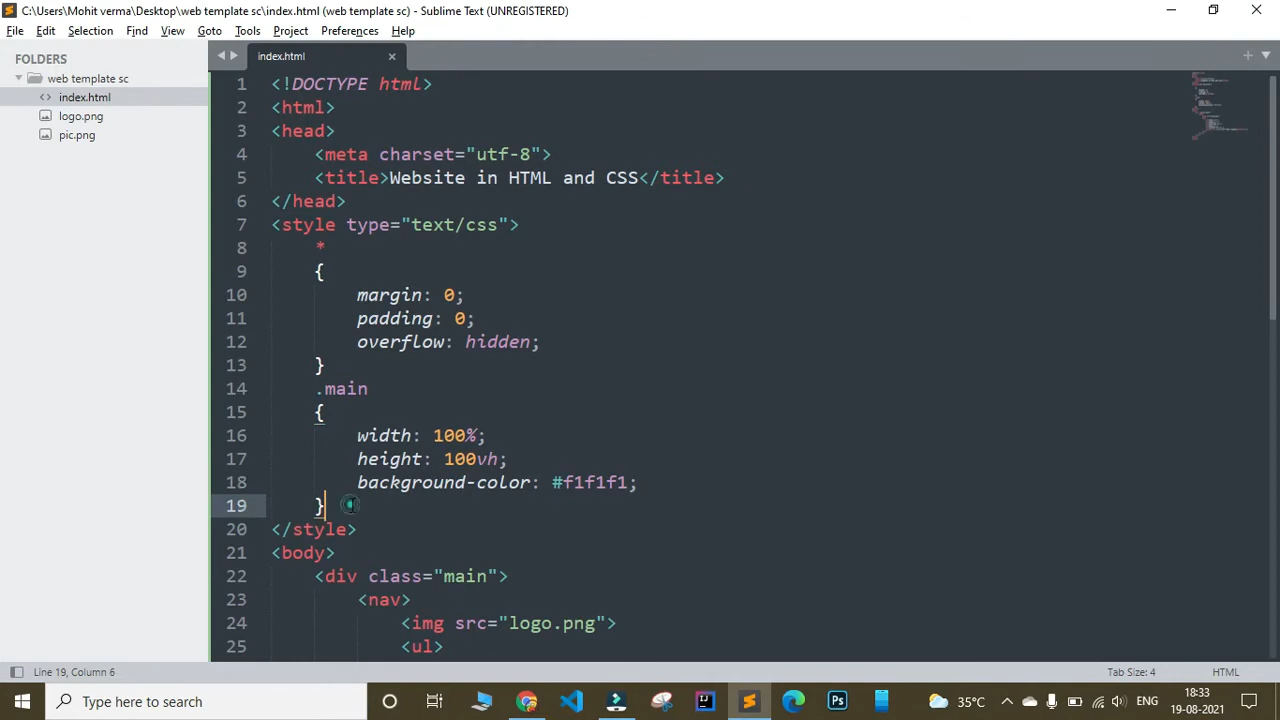 C:\Users\Mohit verma\Desktop\web template sc\index.html (web template sc) - Sublime Text (UNREGISTERED)
File Edit Selection Find View Goto Tools Project Preferences Help
FOLDERS
web template sc
index.html
logo.png
pic.png
index.html
1 <!DOCTYPE html>
2 <html>
3 <head>
4 <meta charset="utf-8">
5 <title>Website in HTML and CSS</title>
6 </head>
7 <style type="text/css">
8 *
9 {
10 margin: 0;
11 padding: 0;
12 overflow: hidden;
13 }
14 .main
15 {
16 width: 100%;
17 height: 100vh;
18 background-color: #f1f1f1;
19 }
20 </style>
21 <body>
22 <div class="main">
23 <nav>
24 <img src="logo.png">
25 <ul>
Line 19, Column 6
Tab Size: 4
HTML
Type here to search
35°C
ENG
18:33
19-08-2021